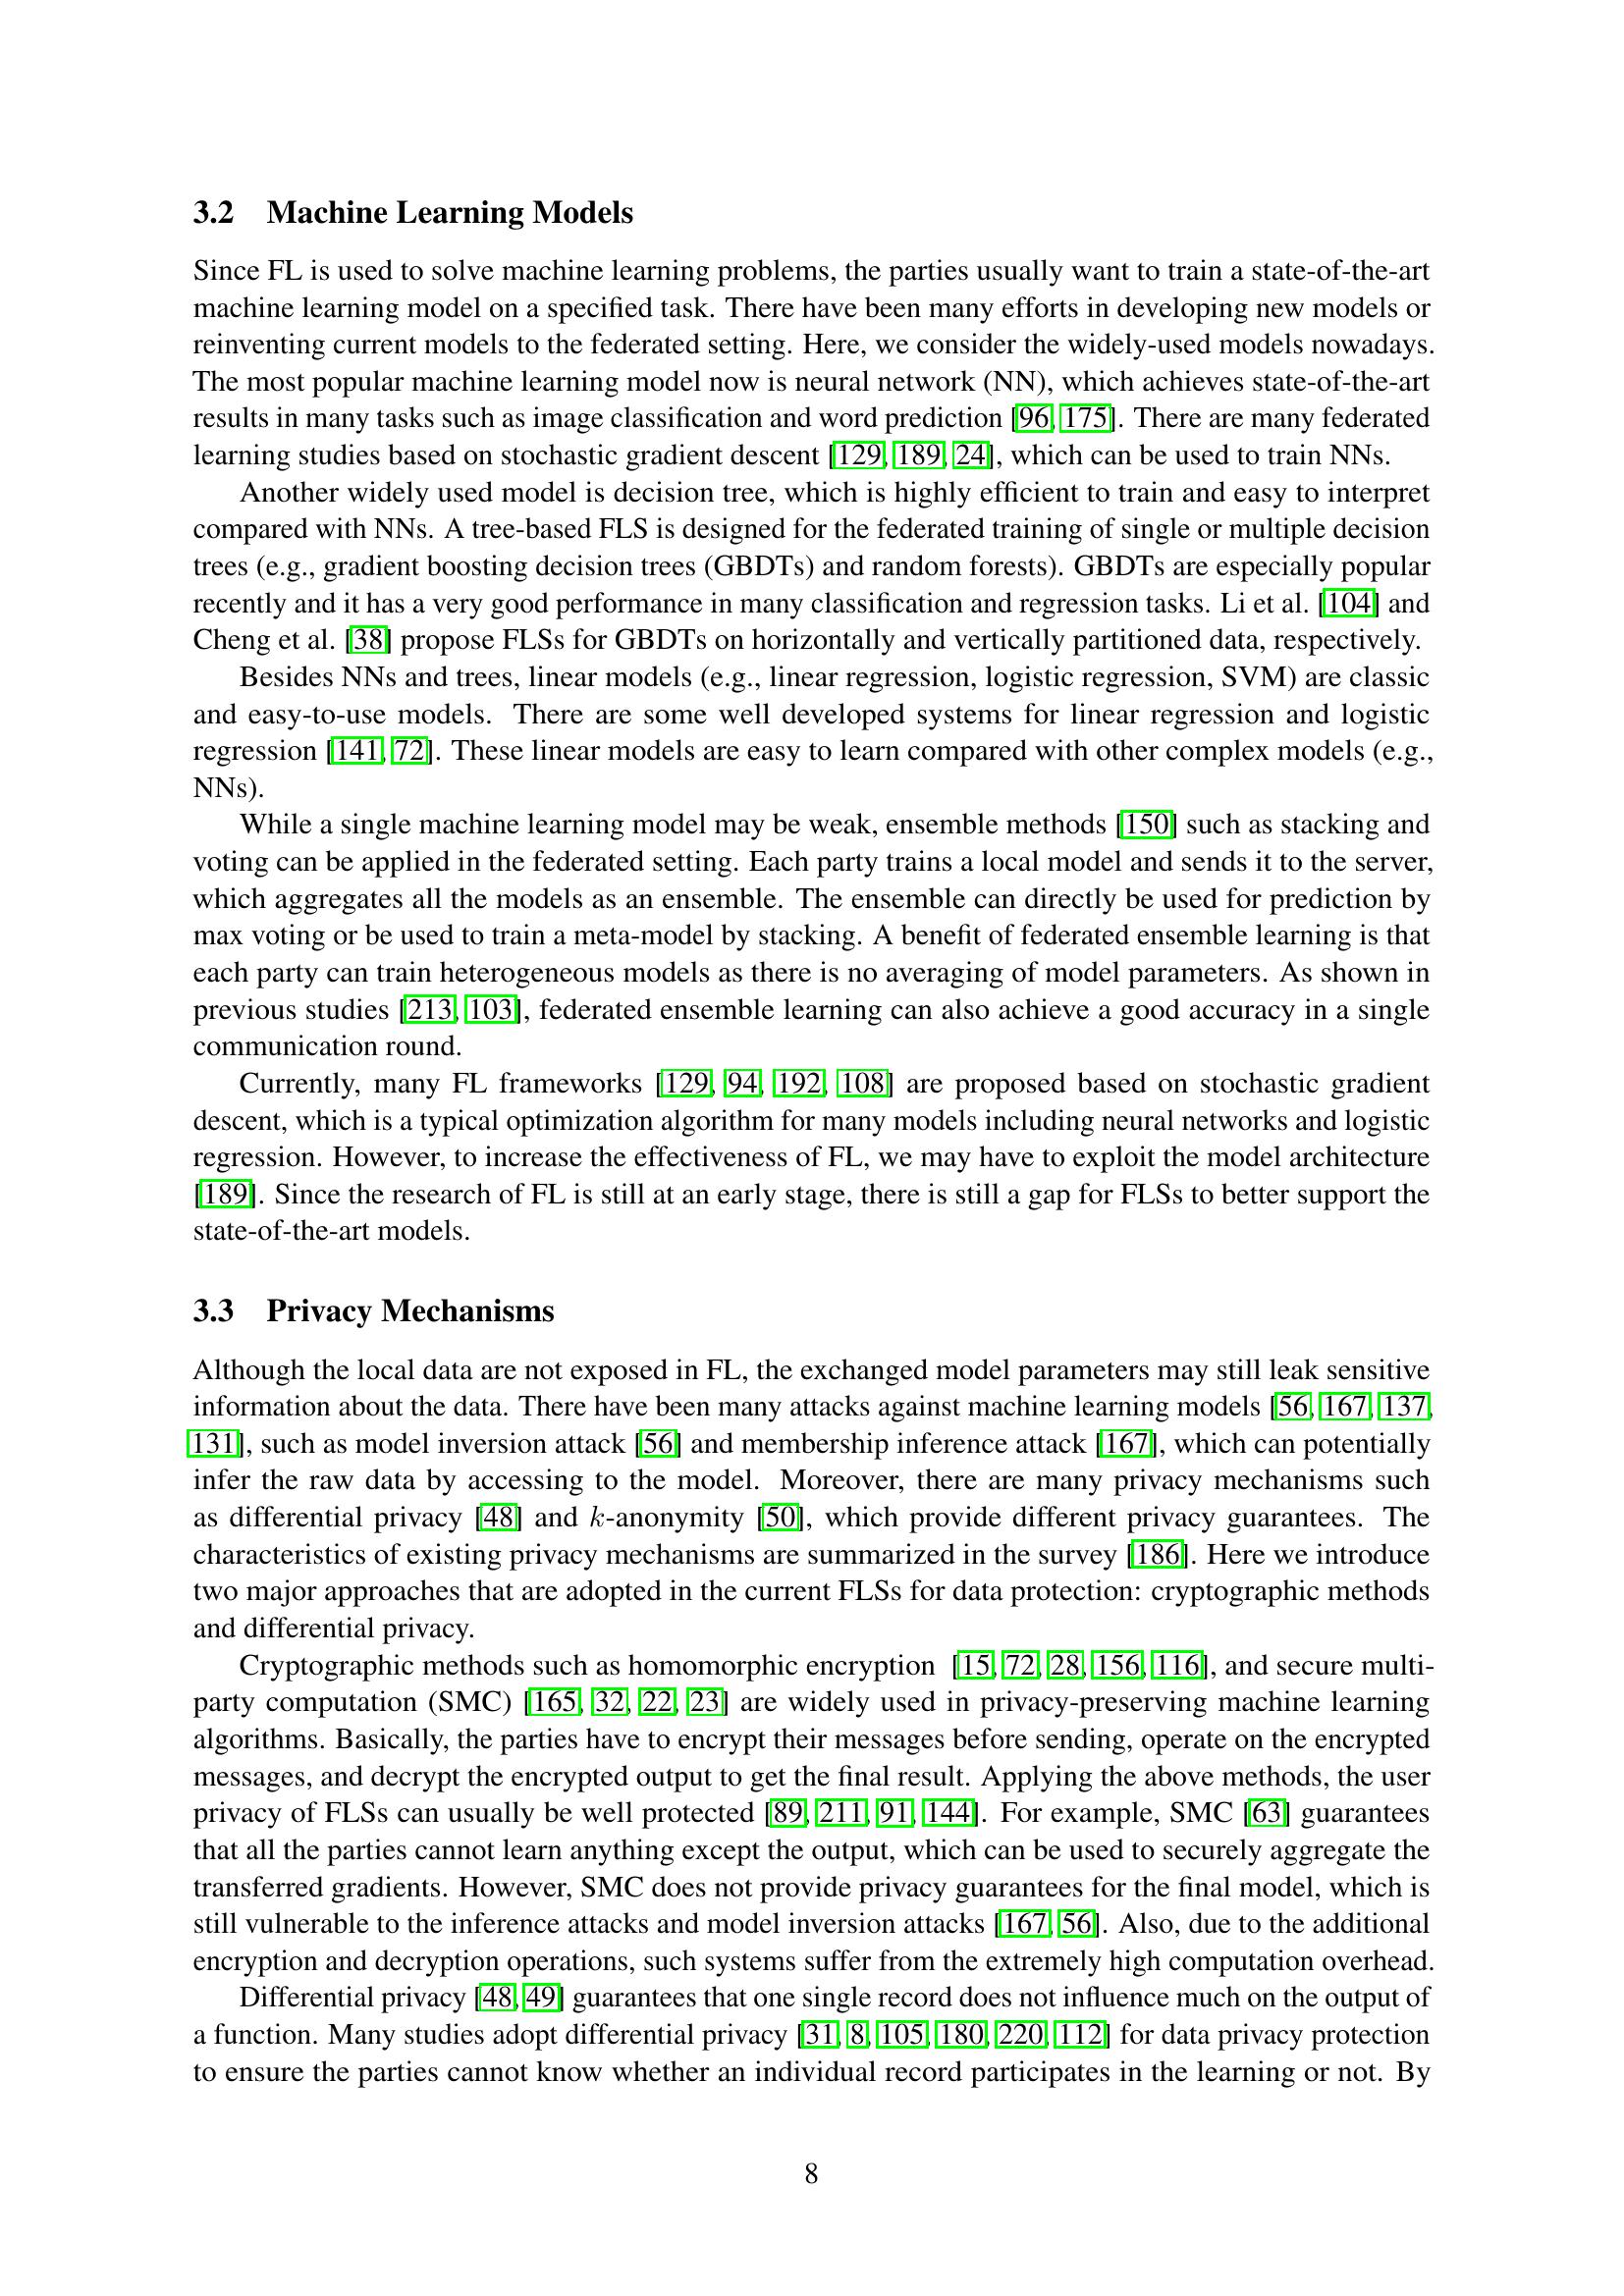 3.2 Machine Learning Models
Since FL is used to solve machine learning problems, the parties usually want to train a state-of-the-art
machine learning model on a specified task. There have been many efforts in developing new models or
reinventing current models to the federated setting. Here, we consider the widely-used models nowadays.
The most popular machine learning model now is neural network (NN), which achieves state-of-the-art
results in many tasks such as image classification and word prediction [96, 175]. There are many federated
learning studies based on stochastic gradient descent [129, 189, 24], which can be used to train NNs.
Another widely used model is decision tree, which is highly efficient to train and easy to interpret
compared with NNs. A tree-based FLS is designed for the federated training of single or multiple decision
trees (e.g., gradient boosting decision trees (GBDTs) and random forests). GBDTs are especially popular
recently and it has a very good performance in many classification and regression tasks. Li et al. [104] and
Cheng et al. [38] propose FLSs for GBDTs on horizontally and vertically partitioned data, respectively.
Besides NNs and trees, linear models (e.g., linear regression, logistic regression, SVM) are classic
and easy-to-use models. There are some well developed systems for linear regression and logistic
regression [141, 72]. These linear models are easy to learn compared with other complex models (e.g.,
NNs).
While a single machine learning model may be weak, ensemble methods [150] such as stacking and
voting can be applied in the federated setting. Each party trains a local model and sends it to the server,
which aggregates all the models as an ensemble. The ensemble can directly be used for prediction by
max voting or be used to train a meta-model by stacking. A benefit of federated ensemble learning is that
each party can train heterogeneous models as there is no averaging of model parameters. As shown in
previous studies [213, 103], federated ensemble learning can also achieve a good accuracy in a single
communication round.
Currently, many FL frameworks [129, 94, 192, 108] are proposed based on stochastic gradient
descent, which is a typical optimization algorithm for many models including neural networks and logistic
regression. However, to increase the effectiveness of FL, we may have to exploit the model architecture
[189]. Since the research of FL is still at an early stage, there is still a gap for FLSs to better support the
state-of-the-art models.
3.3 Privacy Mechanisms
Although the local data are not exposed in FL, the exchanged model parameters may still leak sensitive
information about the data. There have been many attacks against machine learning models [56, 167, 137,
131], such as model inversion attack [56] and membership inference attack [167], which can potentially
infer the raw data by accessing to the model. Moreover, there are many privacy mechanisms such
as differential privacy [48] and k-anonymity [50], which provide different privacy guarantees. The
characteristics of existing privacy mechanisms are summarized in the survey [186]. Here we introduce
two major approaches that are adopted in the current FLSs for data protection: cryptographic methods
and differential privacy.
Cryptographic methods such as homomorphic encryption [15, 72, 28, 156, 116], and secure multi-
party computation (SMC) [165, 32, 22, 23] are widely used in privacy-preserving machine learning
algorithms. Basically, the parties have to encrypt their messages before sending, operate on the encrypted
messages, and decrypt the encrypted output to get the final result. Applying the above methods, the user
privacy of FLSs can usually be well protected [89, 211, 91, 144]. For example, SMC [63] guarantees
that all the parties cannot learn anything except the output, which can be used to securely aggregate the
transferred gradients. However, SMC does not provide privacy guarantees for the final model, which is
still vulnerable to the inference attacks and model inversion attacks [167, 56]. Also, due to the additional
encryption and decryption operations, such systems suffer from the extremely high computation overhead.
Differential privacy [48, 49] guarantees that one single record does not influence much on the output of
a function. Many studies adopt differential privacy [31, 8, 105, 180, 220, 112] for data privacy protection
to ensure the parties cannot know whether an individual record participates in the learning or not. By
8